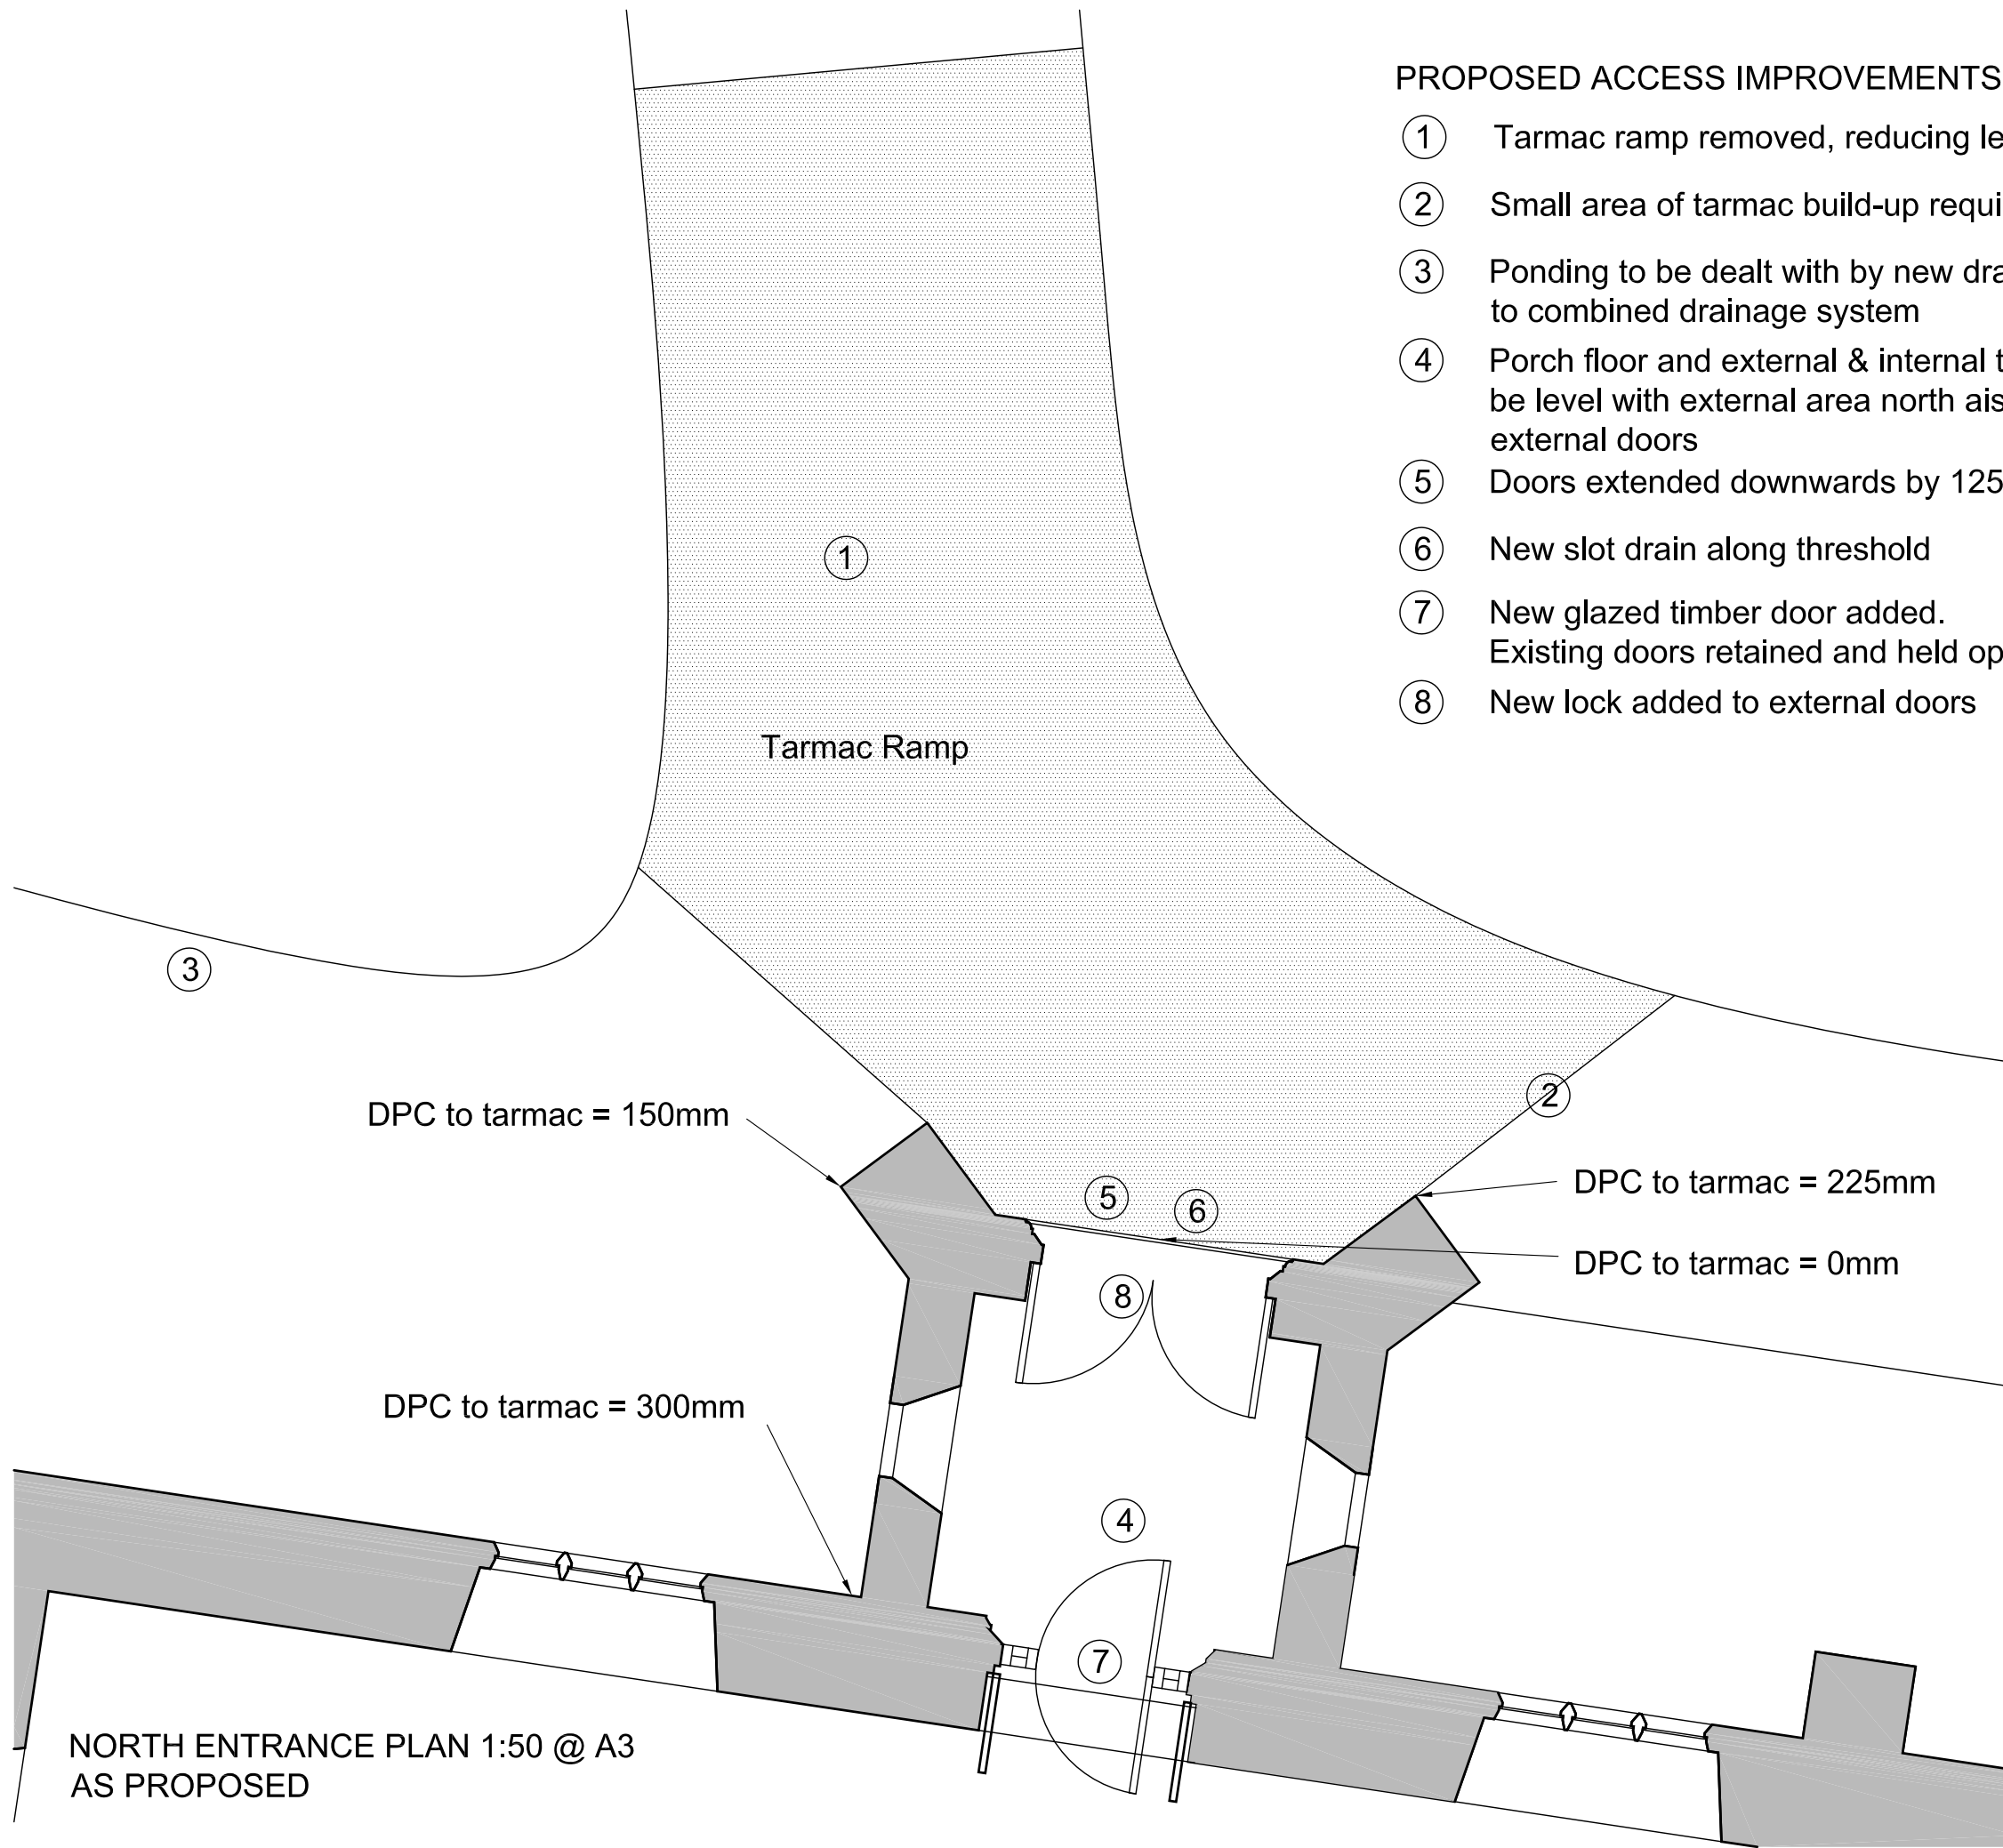 PROPOSED ACCESS IMPROVEMENTS
1 Tarmac ramp removed, reducing
2 Small area of tarmac build-up
3 Ponding to be dealt with by new
to combined drainage system
4 Porch floor and external & internal
be level with external area north
external doors
5 Doors extended downwards by 125
6 New slot drain along threshold
7 New glazed timber door added.
Existing doors retained and held
8 New lock added to external doors
1
Tarmac Ramp
3
2
DPC to tarmac = 150mm
DPC to tarmac = 225mm
5
6
DPC to tarmac = 0mm
8
DPC to tarmac = 300mm
4
7
NORTH ENTRANCE PLAN 1:50 @ A3
AS PROPOSED